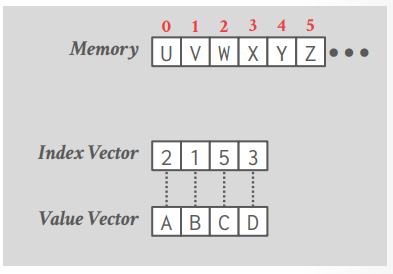 0 1 2 3 4 5
Memory U V W X Y Z •••
Index Vector 2 1 5 3
Value Vector A B C D